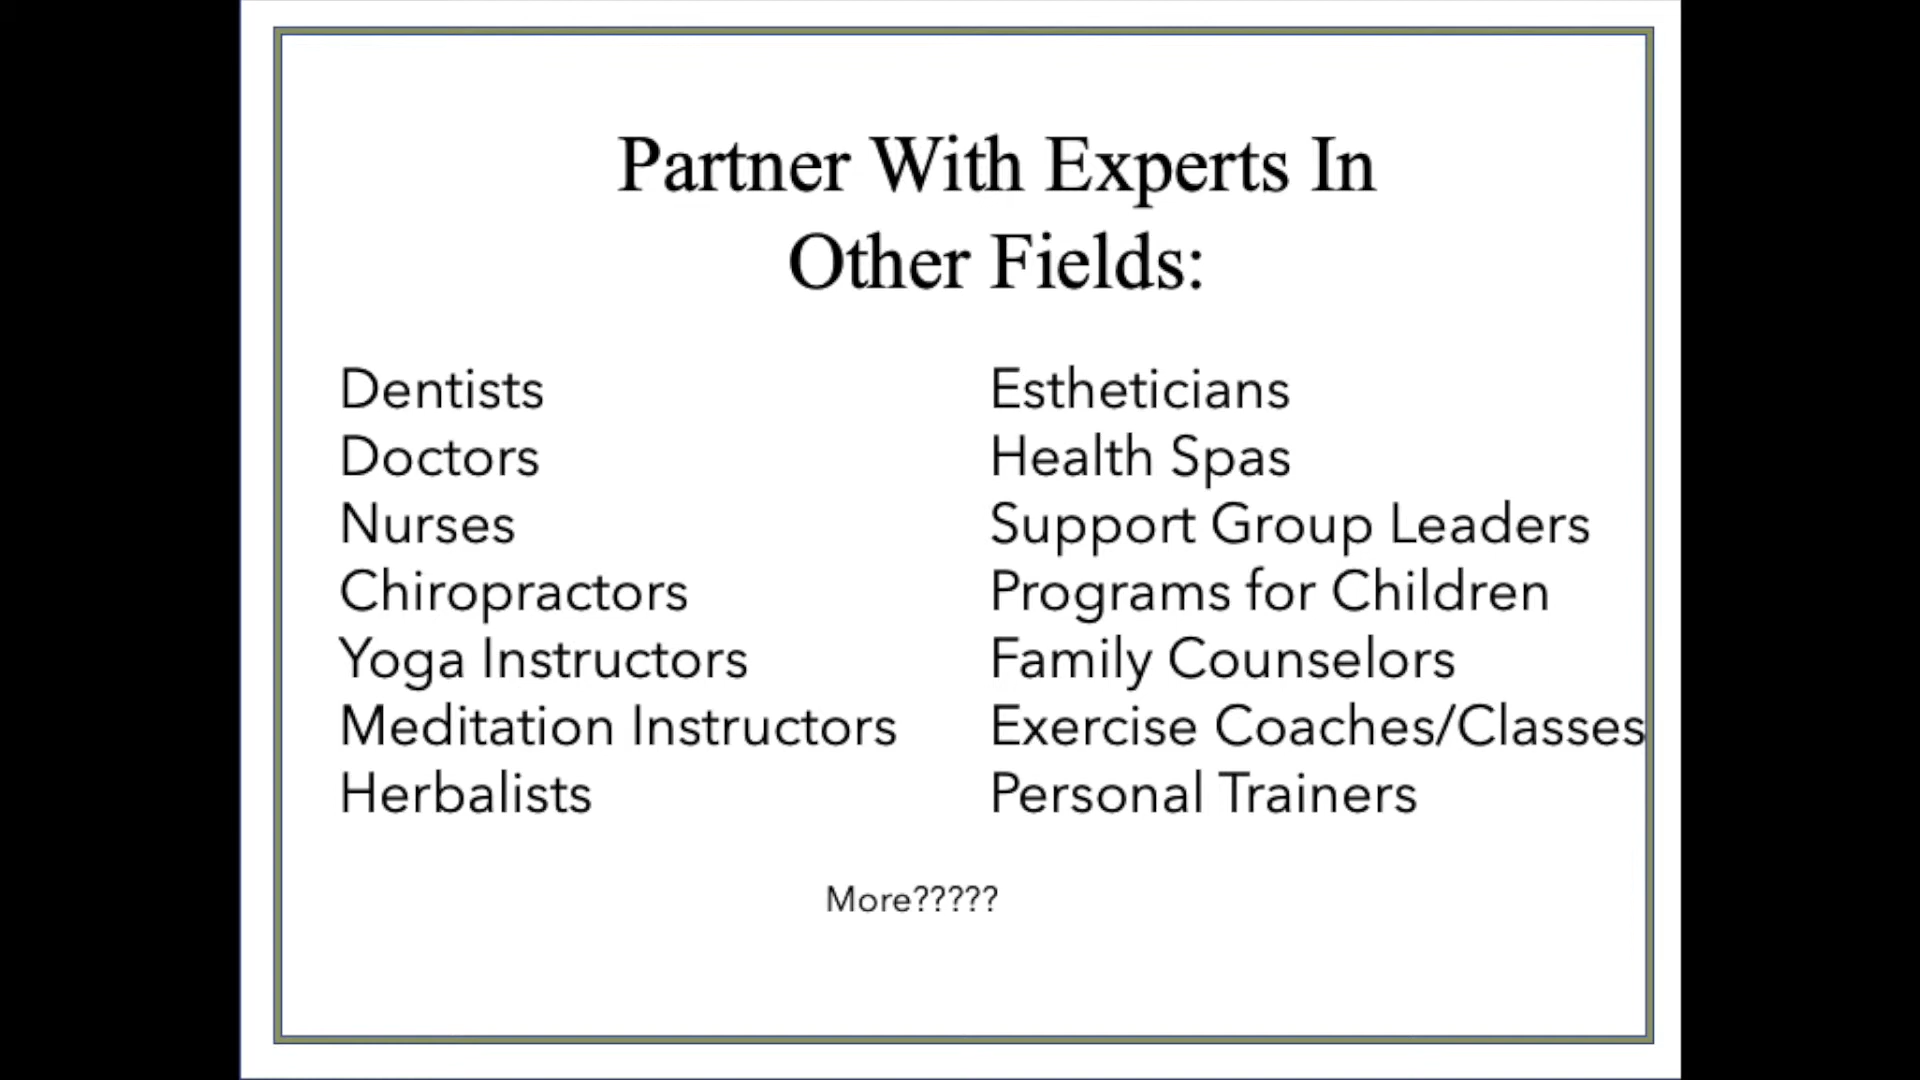 Partner With Experts In
Other Fields:
Dentists
Doctors
Nurses
Chiropractors
Yoga Instructors
Meditation Instructors
Herbalists
Estheticians
Health Spas
Support Group Leaders
Programs for Children
Family Counselors
Exercise Coaches/Classes
Personal Trainers
More?????